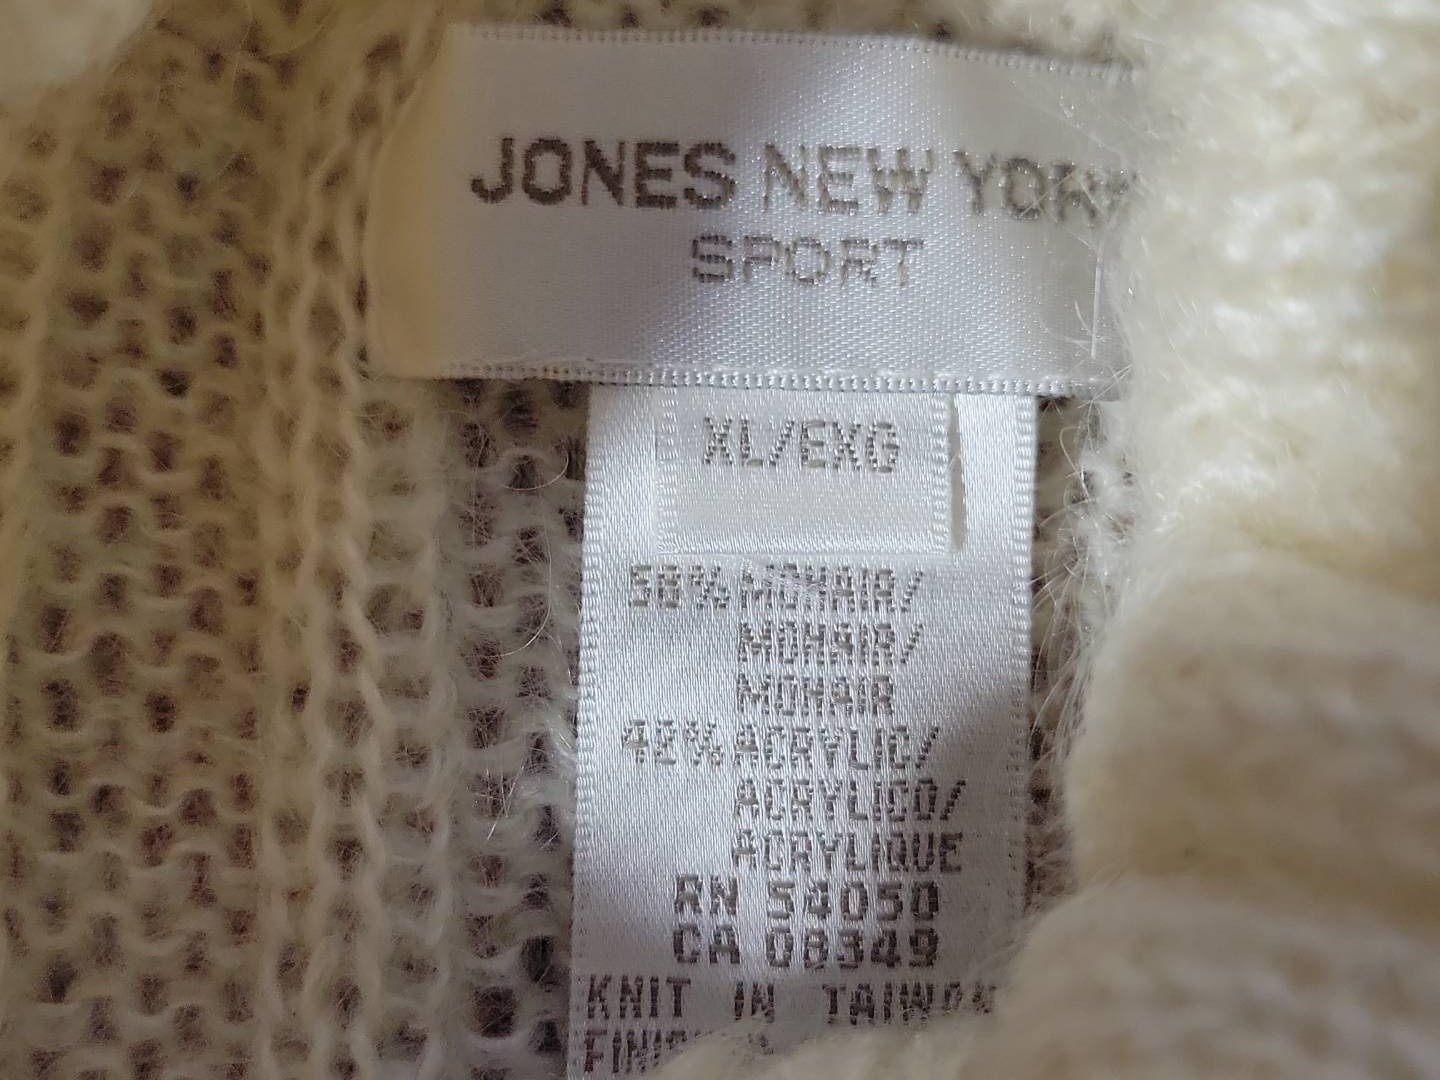 JONES NEW YORK
SPORT
XL/EXG
58% MOHAIR/
MOHAIR/
MOHAIR
42% ACRYLIC/
ACRYLICO/
ACRYLIQUE
RN 54050
CA 08349
KNIT IN TAIWAN